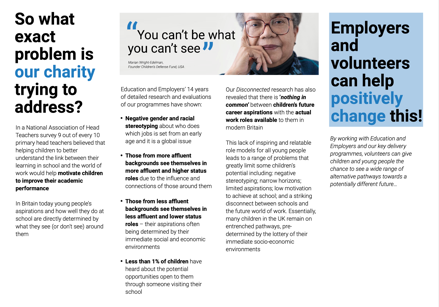 So what
exact
problem is
our charity
trying to
address?
In a National Association of Head
Teachers survey 9 out of every 10
primary head teachers believed that
helping children to better
understand the link between their
learning in school and the world of
work would help motivate children
to improve their academic
performance
In Britain today young people's
aspirations and how well they do at
school are directly determined by
what they see (or don't see) around
them
“You can't be what
you can't see”
Marian Wright Edelman,
Founder Children's Defense Fund, USA
Education and Employers' 14 years
of detailed research and evaluations
of our programmes have shown:
• Negative gender and racial
stereotyping about who does
which jobs is set from an early
age and it is a global issue
• Those from more affluent
backgrounds see themselves in
more affluent and higher status
roles due to the influence and
connections of those around them
• Those from less affluent
backgrounds see themselves in
less affluent and lower status
roles – their aspirations often
being determined by their
immediate social and economic
environments
• Less than 1% of children have
heard about the potential
opportunities open to them
through someone visiting their
school
Our Disconnected research has also
revealed that there is 'nothing in
common' between children's future
career aspirations with the actual
work roles available to them in
modern Britain
This lack of inspiring and relatable
role models for all young people
leads to a range of problems that
greatly limit some children's
potential including: negative
stereotyping; narrow horizons;
limited aspirations; low motivation
to achieve at school; and a striking
disconnect between schools and
the future world of work. Essentially,
many children in the UK remain on
entrenched pathways, pre-
determined by the lottery of their
immediate socio-economic
environments
Employers
and
volunteers
can help
positively
change this!
By working with Education and
Employers and our key delivery
programmes, volunteers can give
children and young people the
chance to see a wide range of
alternative pathways towards a
potentially different future...